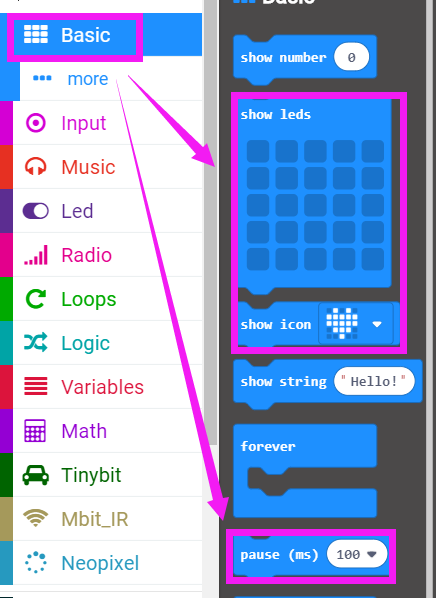 Basic
more
Input
Music
Led
Radio
Loops
Logic
Variables
Math
Tinybit
Mbit_IR
Neopixel
Basic
show number 0
show leds
show icon
show string "Hello!"
forever
pause (ms) 100